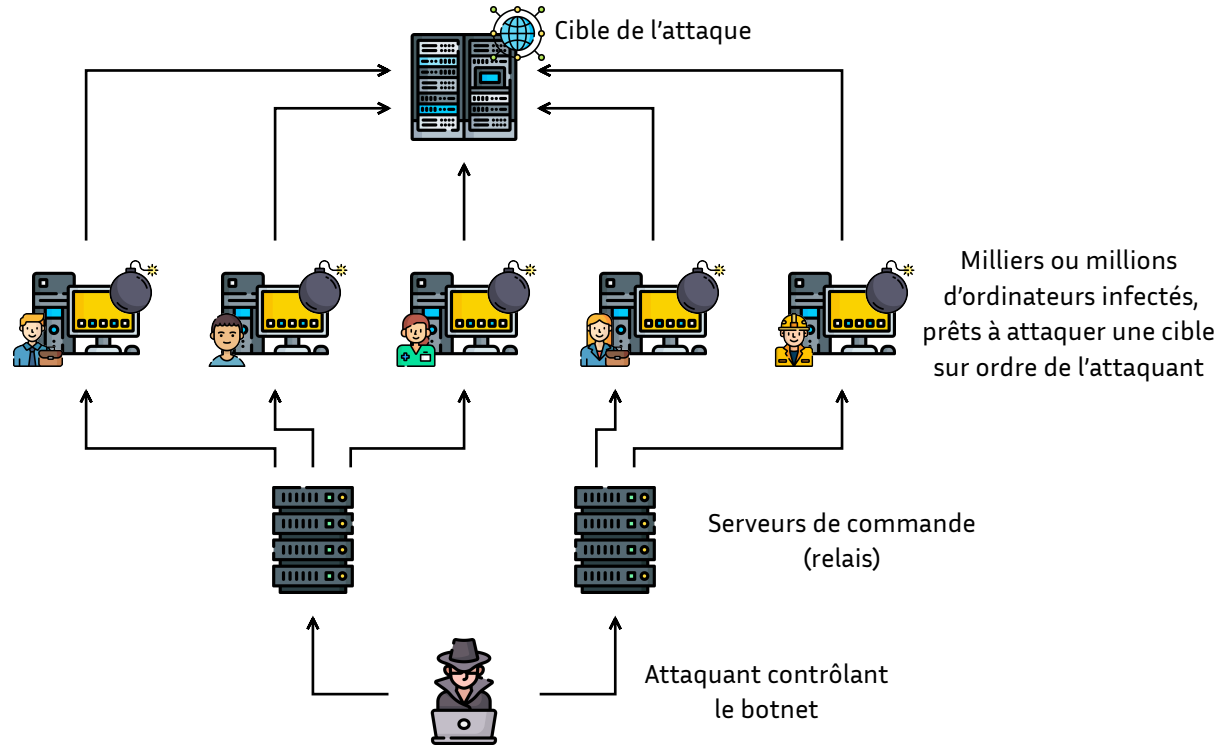 Cible de l’attaque
Milliers ou millions
d’ordinateurs infectés,
prêts à attaquer une cible
sur ordre de l’attaquant
Serveurs de commande
(relais)
Attaquant contrôlant
le botnet